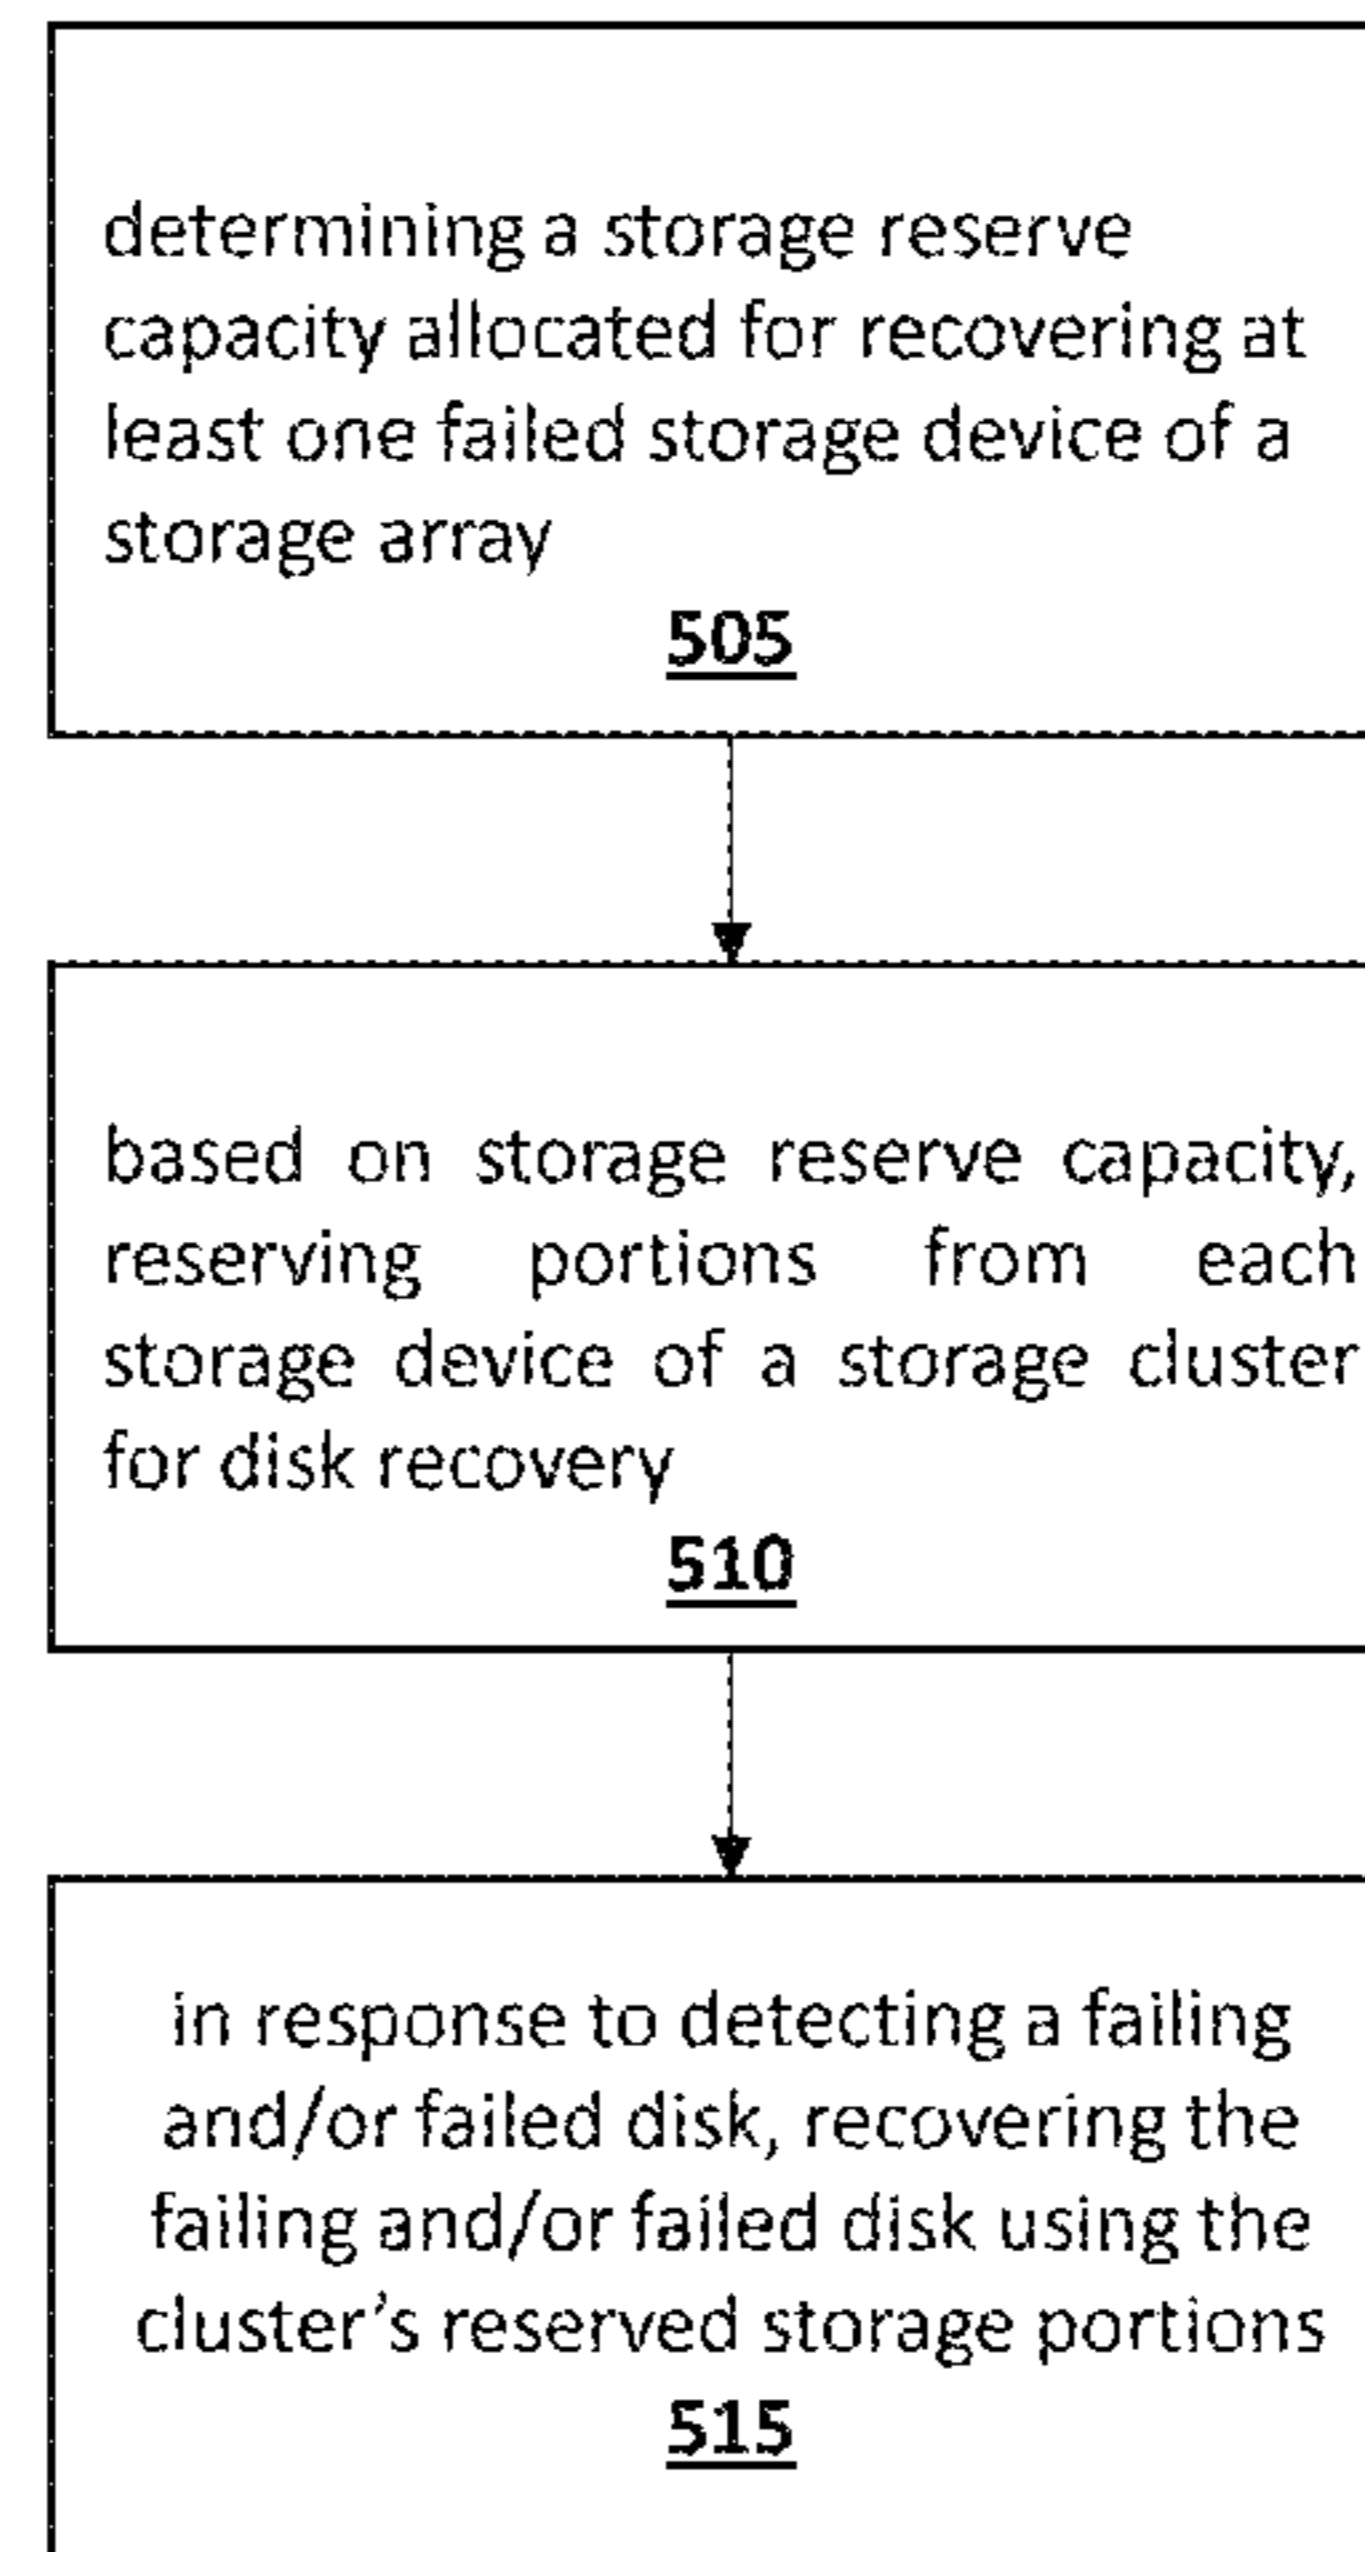 determining a storage reserve
capacity allocated for recovering at
least one failed storage device of a
storage array
505
based on storage reserve capacity,
reserving portions from each
storage device of a storage cluster
for disk recovery
510
in response to detecting a failing
and/or failed disk, recovering the
failing and/or failed disk using the
cluster’s reserved storage portions
515